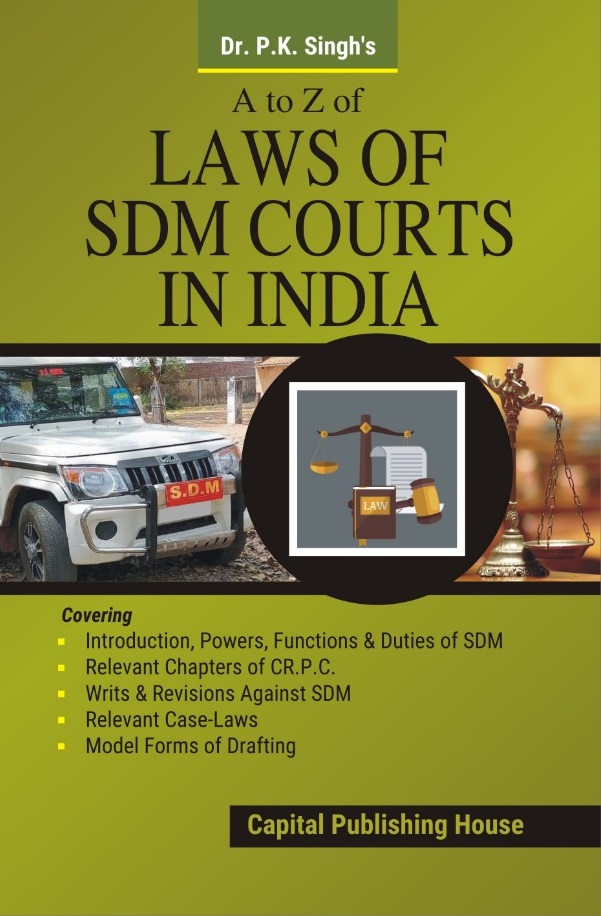 Dr. P.K. Singh's
A to Z of
LAWS OF
SDM COURTS
IN INDIA
S.D.M
LAW
Covering
Introduction, Powers, Functions & Duties of SDM
Relevant Chapters of CR.P.C.
Writs & Revisions Against SDM
Relevant Case-Laws
Model Forms of Drafting
Capital Publishing House